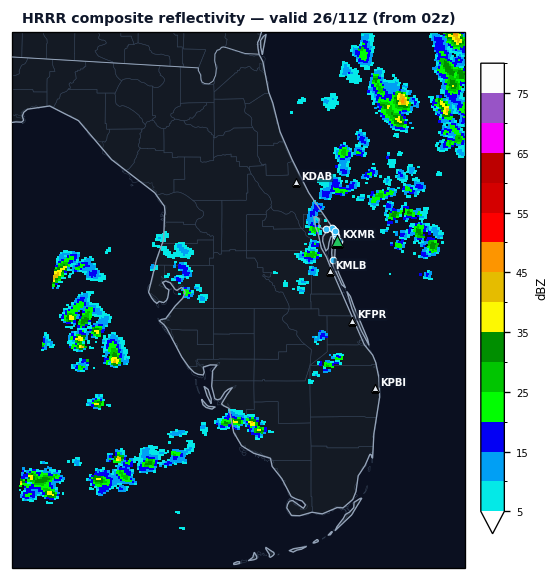 HRRR composite reflectivity — valid 26/11Z (from 02z)
75
65
55
45
35
25
15
5
dBZ
KDAB
KXMR
KMLB
KFPR
KPBI